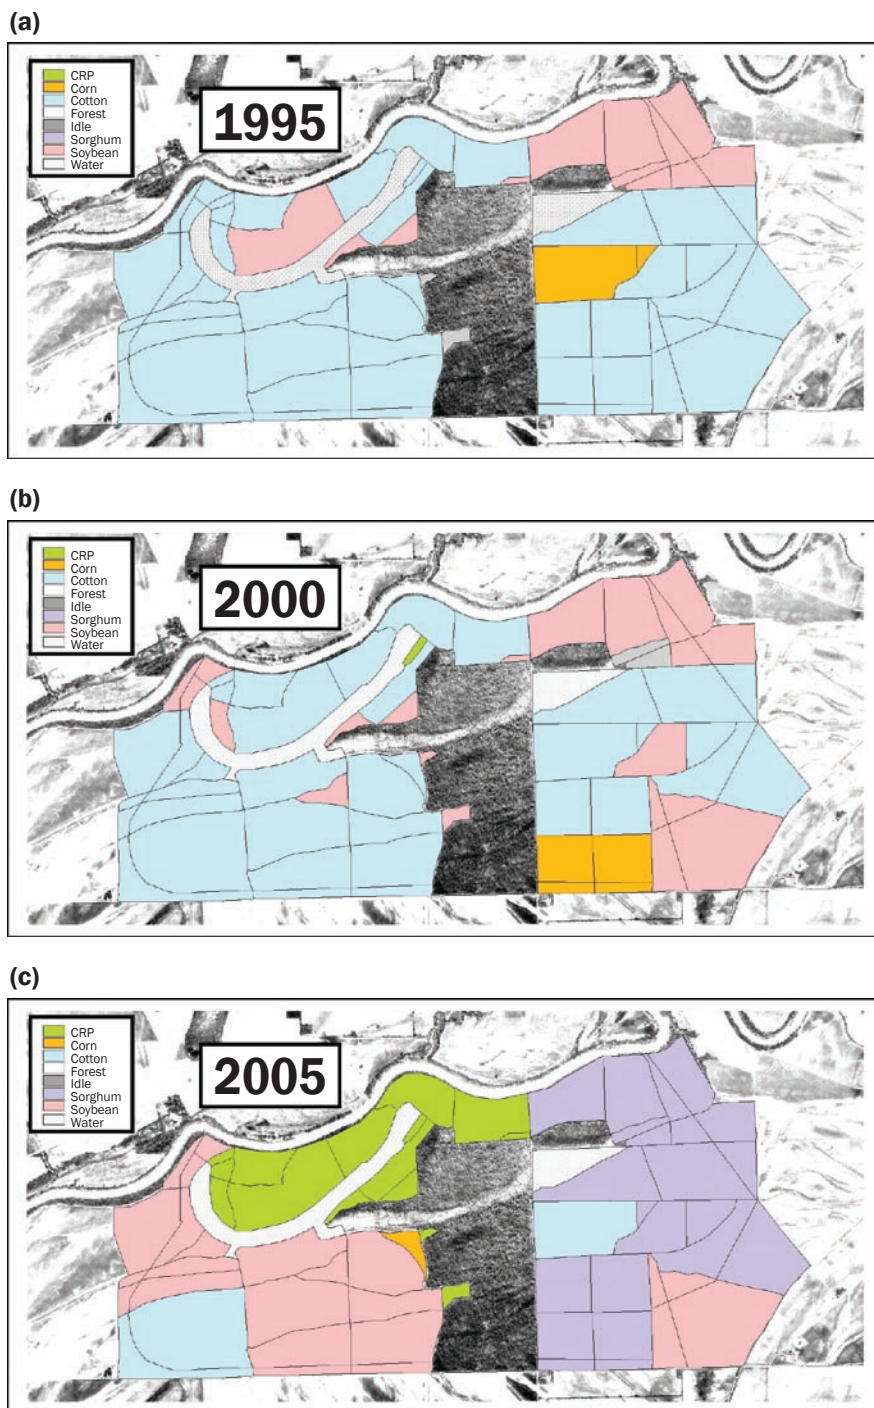 (a)
CRP
Corn
Cotton
Forest
Idle
Sorghum
Soybean
Water
1995
(b)
CRP
Corn
Cotton
Forest
Idle
Sorghum
Soybean
Water
2000
(c)
CRP
Corn
Cotton
Forest
Idle
Sorghum
Soybean
Water
2005